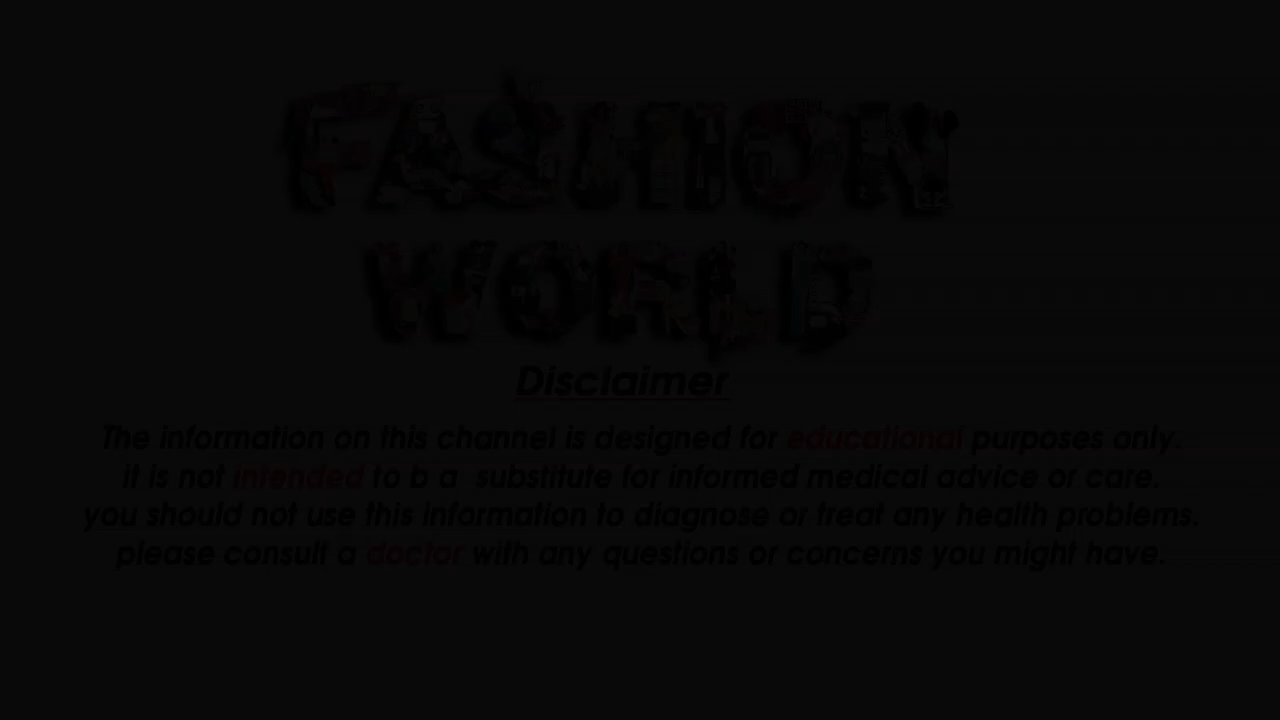 FASHION
WORLD
Disclaimer
The information on this channel is designed for educational purposes only.
it is not intended to b a substitute for informed medical advice or care.
you should not use this information to diagnose or treat any health problems.
please consult a doctor with any questions or concerns you might have.